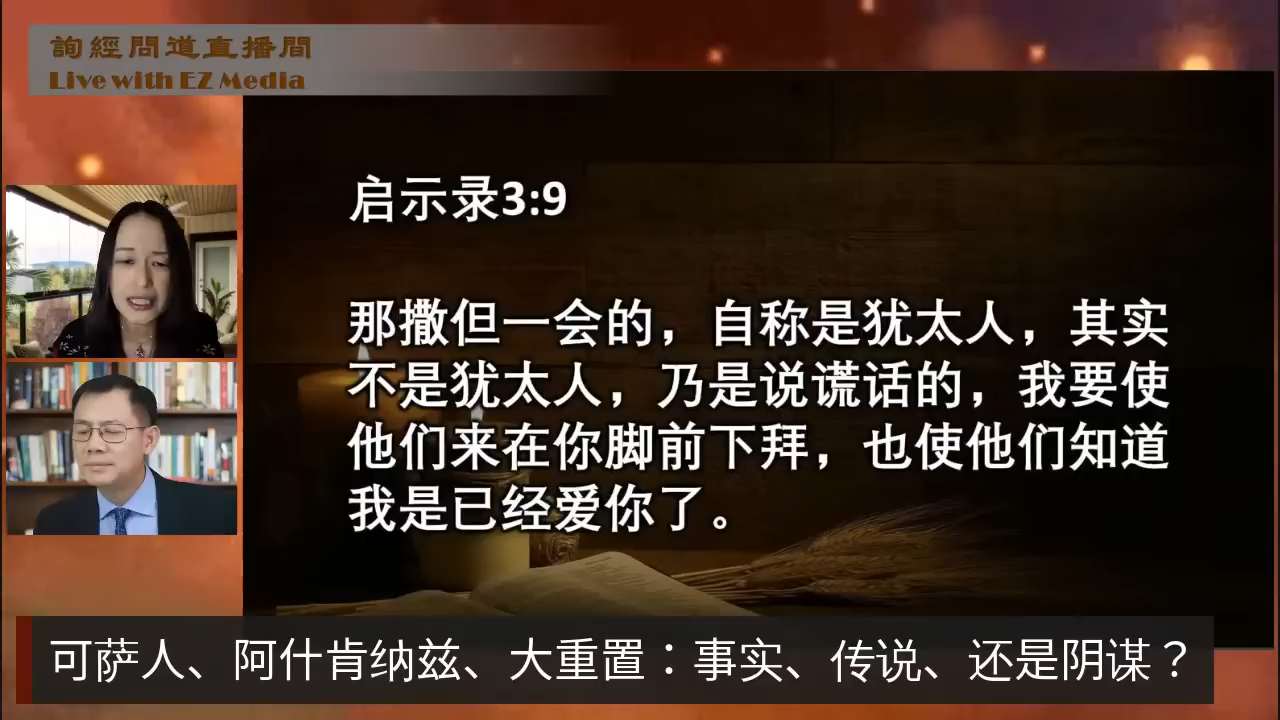 詢經問道直播間
Live with EZ Media
启示录3:9
那撒但一会的，自称是犹太人，其实
不是犹太人，乃是说谎话的，我要使
他们来在你脚前下拜，也使他们知道
我是已经爱你了。
可萨人、阿什肯纳兹、大重置：事实、传说、还是阴谋？